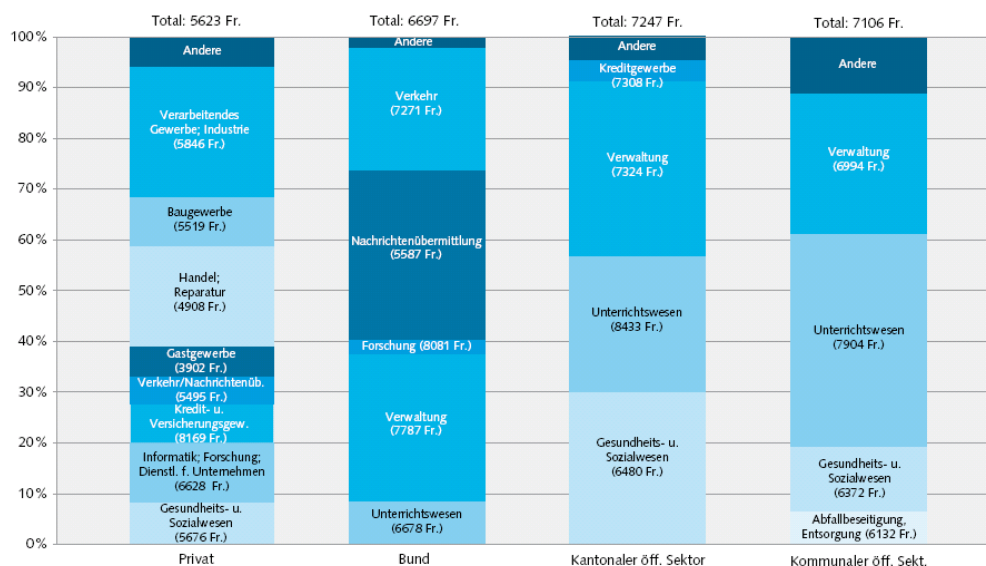 Total: 5623 Fr.
Total: 6697 Fr.
Total: 7247 Fr.
Total: 7106 Fr.
100%
90%
80%
70%
60%
50%
40%
30%
20%
10%
0%
Andere
Verarbeitendes
Gewerbe; Industrie
(5846 Fr.)
Baugewerbe
(5519 Fr.)
Handel;
Reparatur
(4908 Fr.)
Gastgewerbe
(3902 Fr.)
Verkehr/Nachrichtenüb.
(5495 Fr.)
Kredit- u.
Versicherungsgew.
(8169 Fr.)
Informatik; Forschung;
Dienstl. f. Unternehmen
(6628 Fr.)
Gesundheits- u.
Sozialwesen
(5676 Fr.)
Andere
Verkehr
(7271 Fr.)
Nachrichtenübermittlung
(5587 Fr.)
Forschung (8081 Fr.)
Verwaltung
(7787 Fr.)
Unterrichtswesen
(6678 Fr.)
Andere
Kreditgewerbe
(7308 Fr.)
Verwaltung
(7324 Fr.)
Unterrichtswesen
(8433 Fr.)
Gesundheits- u.
Sozialwesen
(6480 Fr.)
Andere
Verwaltung
(6994 Fr.)
Unterrichtswesen
(7904 Fr.)
Gesundheits- u.
Sozialwesen
(6372 Fr.)
Abfallbeseitigung,
Entsorgung (6132 Fr.)
Privat
Bund
Kantonaler öff. Sektor
Kommunaler öff. Sekt.